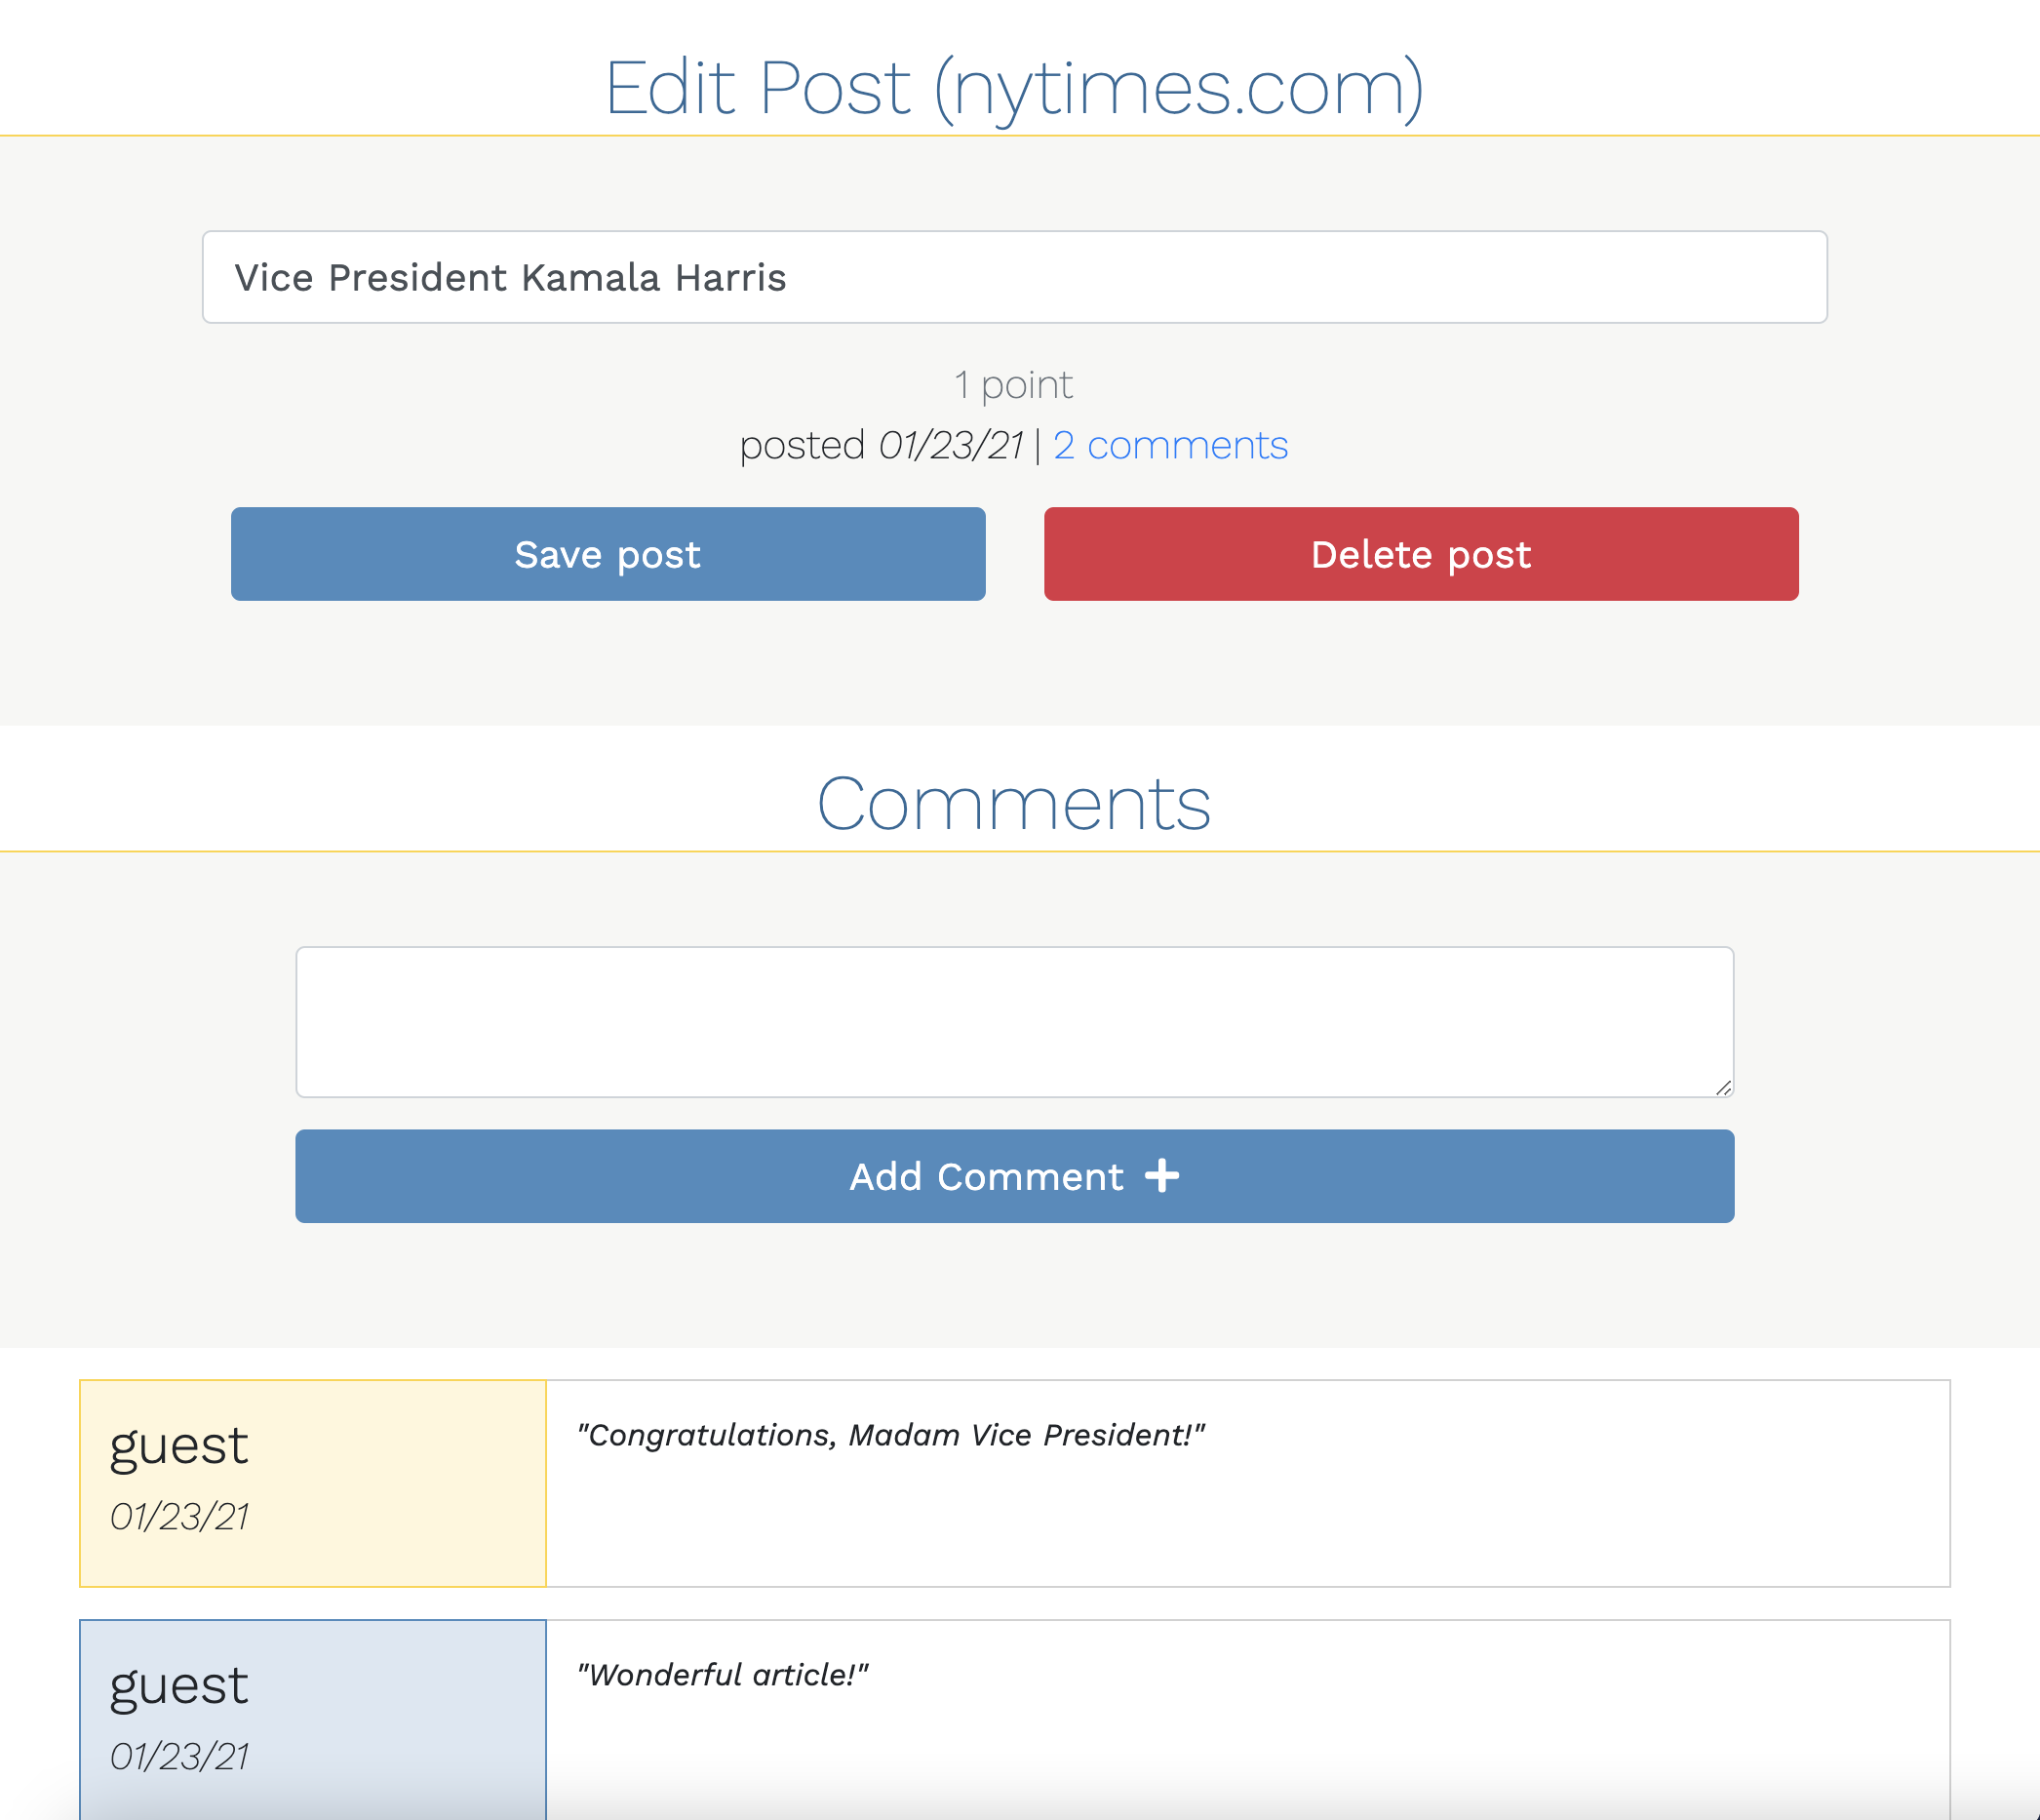 Edit Post (nytimes.com)
Vice President Kamala Harris
1 point
posted 01/23/21 | 2 comments
Save post
Delete post
Comments
Add Comment +
guest
01/23/21
"Congratulations, Madam Vice President!"
guest
01/23/21
"Wonderful article!"